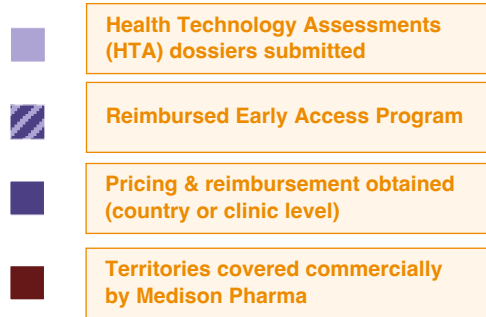 Health Technology Assessments
(HTA) dossiers submitted
Reimbursed Early Access Program
Pricing & reimbursement obtained
(country or clinic level)
Territories covered commercially
by Medison Pharma